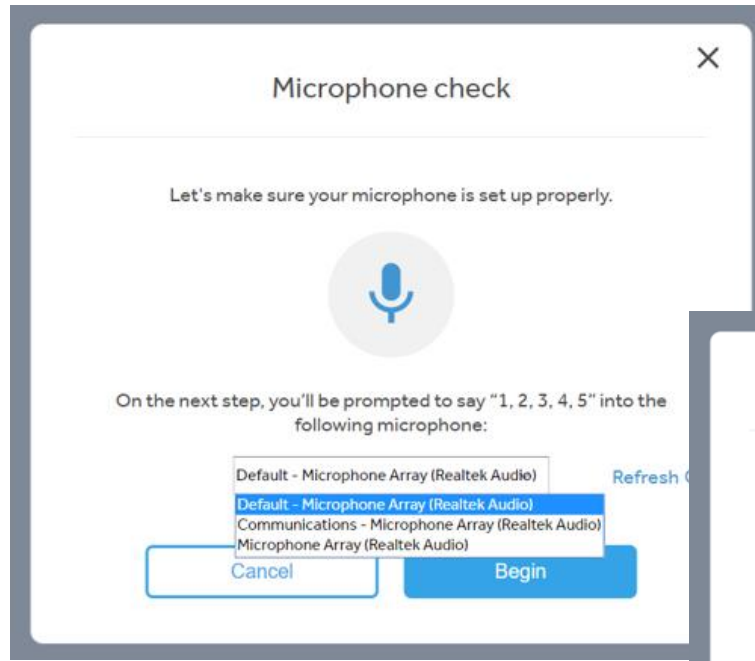 Microphone check
Let's make sure your microphone is set up properly.
On the next step, you'll be prompted to say "1, 2, 3, 4, 5" into the
following microphone:
Default - Microphone Array (Realtek Audio)
Refresh
Default - Microphone Array (Realtek Audio)
Communications - Microphone Array (Realtek Audio)
Microphone Array (Realtek Audio)
Cancel
Begin